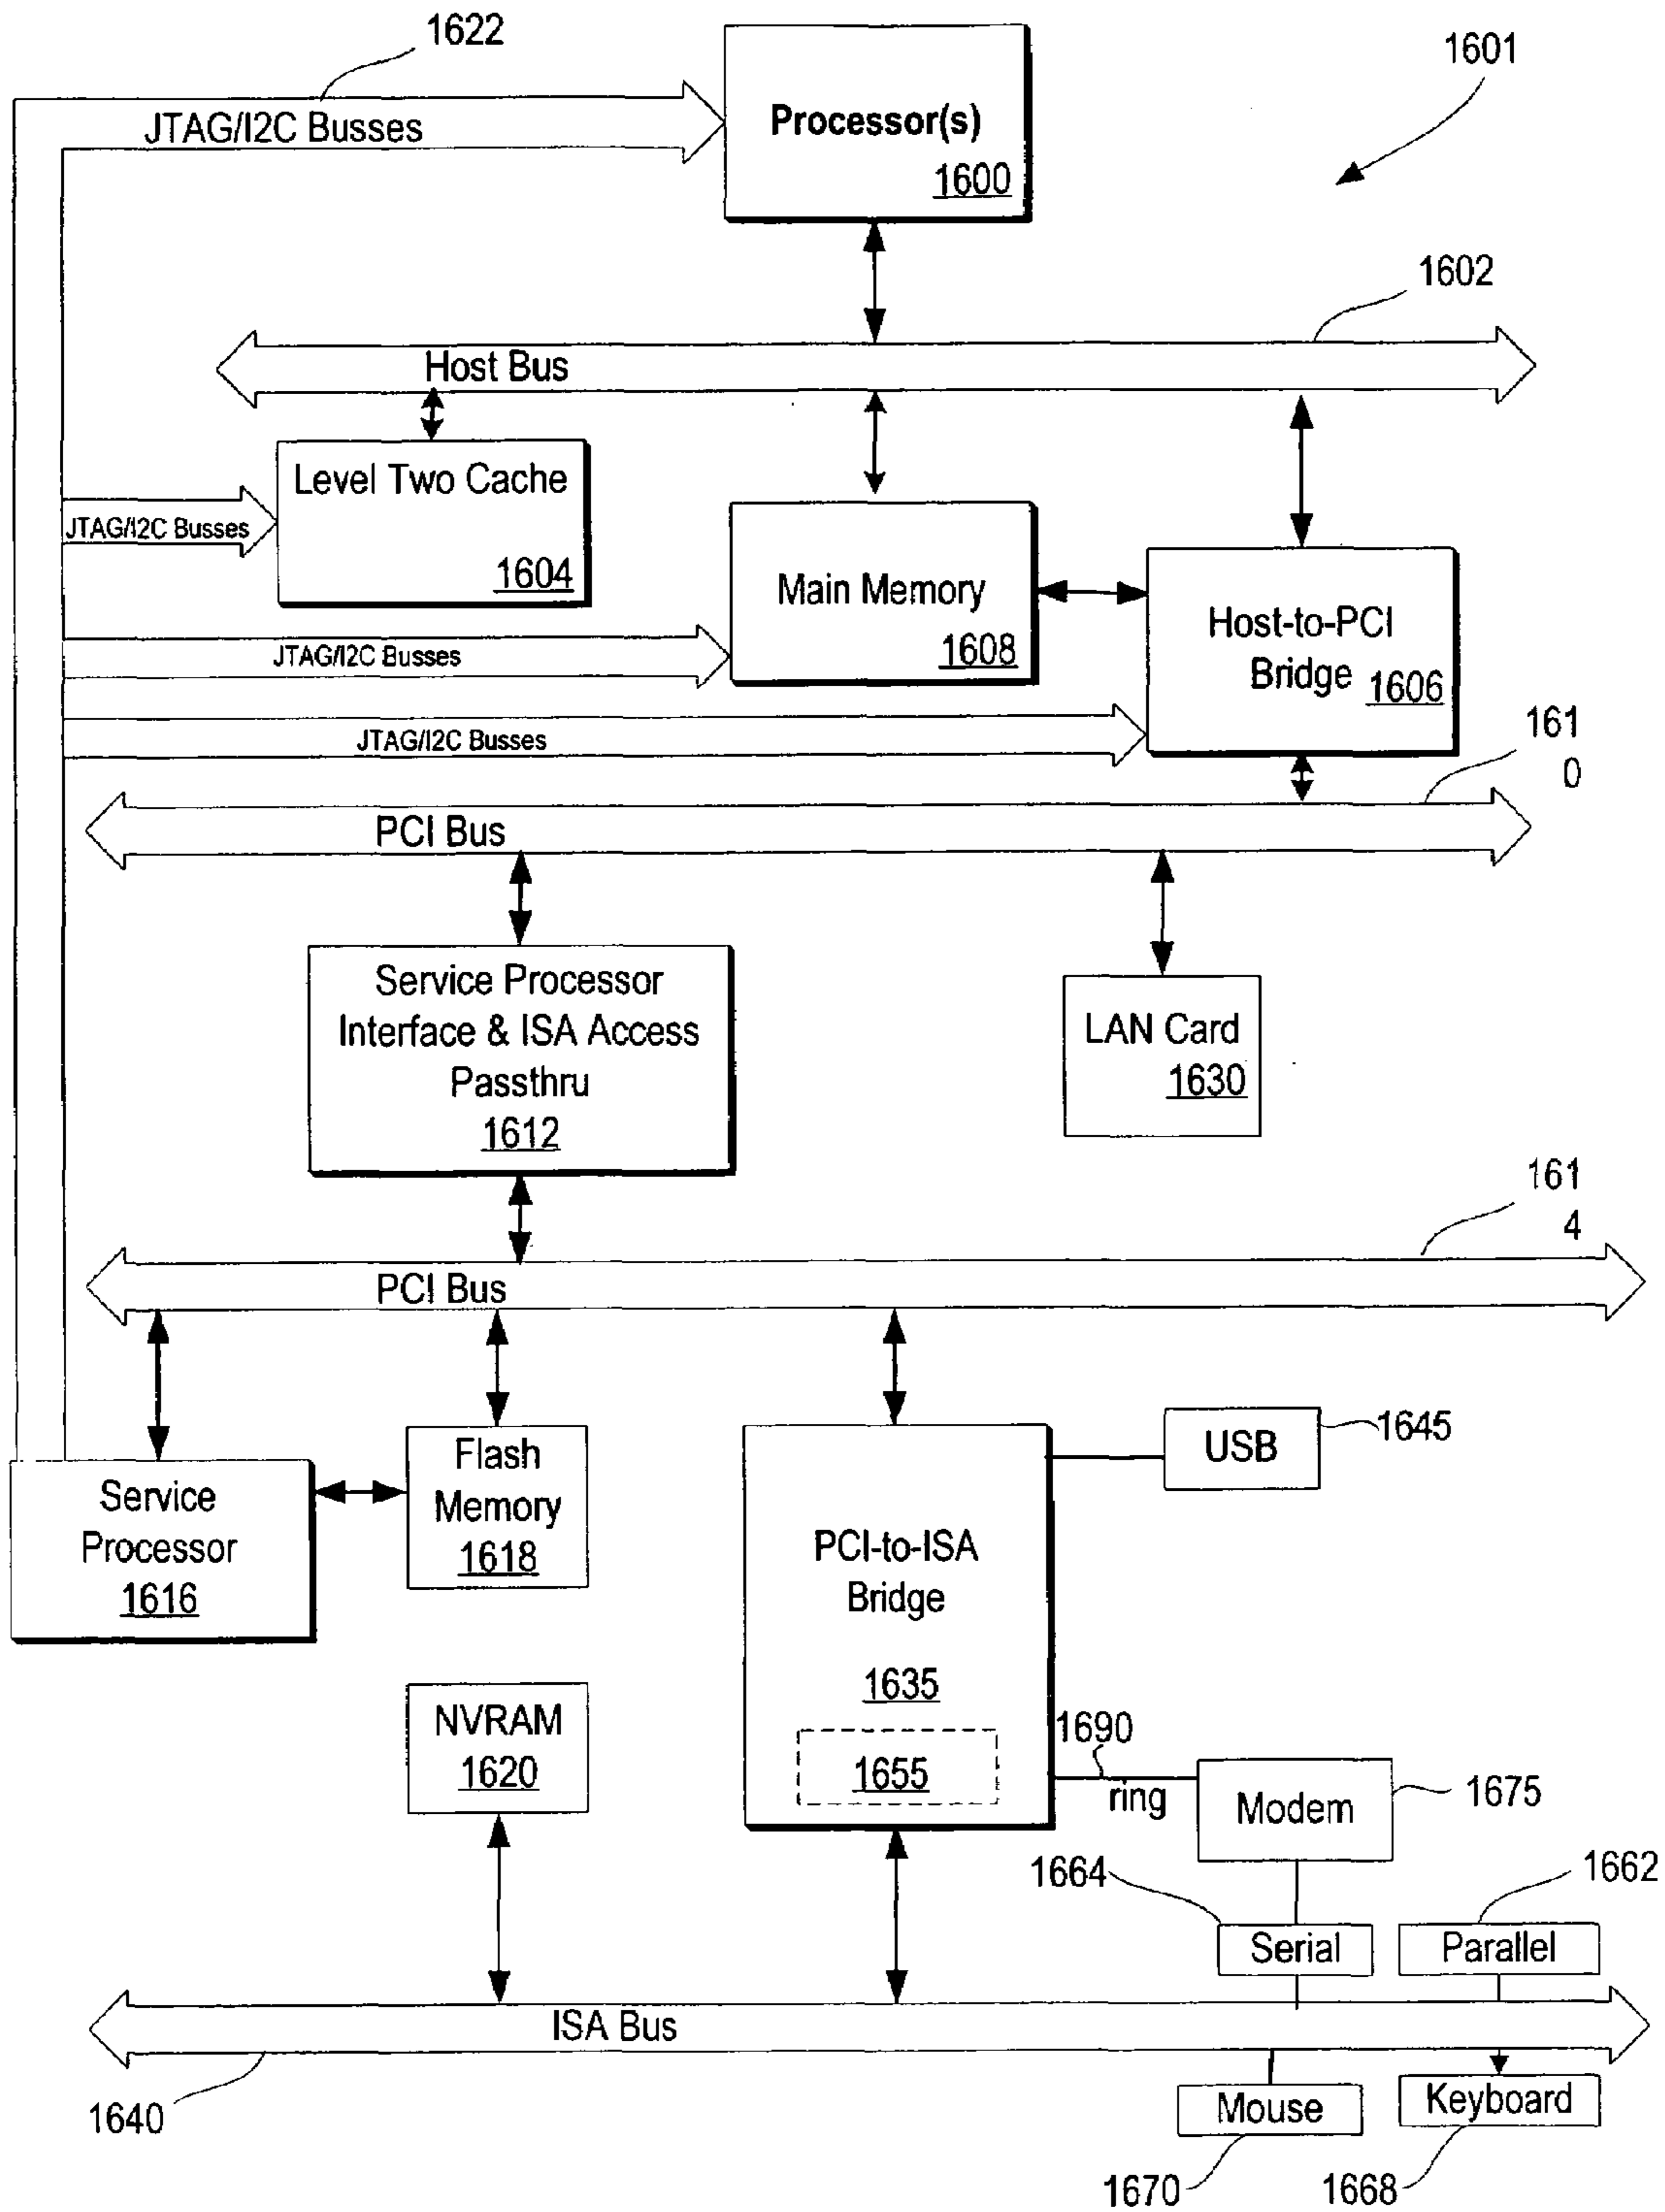 1622
1601
JTAG/I2C Busses
Processor(s)
1600
1602
Host Bus
Level Two Cache
1604
JTAG/I2C Busses
Main Memory
1608
Host-to-PCI
Bridge 1606
JTAG/I2C Busses
JTAG/I2C Busses
161
0
PCI Bus
Service Processor
Interface & ISA Access
Passthru
1612
LAN Card
1630
161
4
PCI Bus
Service
Processor
1616
Flash
Memory
1618
USB
1645
PCI-to-ISA
Bridge
1635
1655
NVRAM
1620
1690
ring
Modem
1675
1664
1662
Serial
Parallel
ISA Bus
1640
Mouse
Keyboard
1670
1668